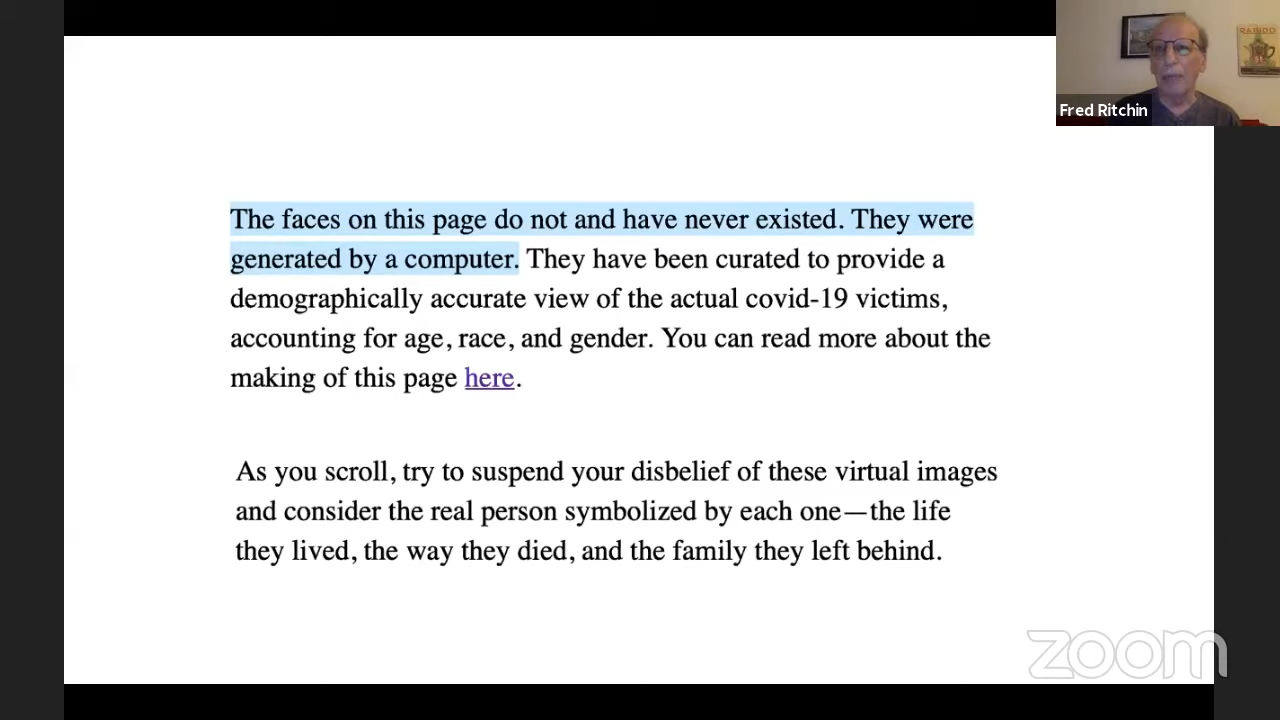 RAPIDO
Fred Ritchin
The faces on this page do not and have never existed. They were
generated by a computer. They have been curated to provide a
demographically accurate view of the actual covid-19 victims,
accounting for age, race, and gender. You can read more about the
making of this page here.
As you scroll, try to suspend your disbelief of these virtual images
and consider the real person symbolized by each one—the life
they lived, the way they died, and the family they left behind.
zoom